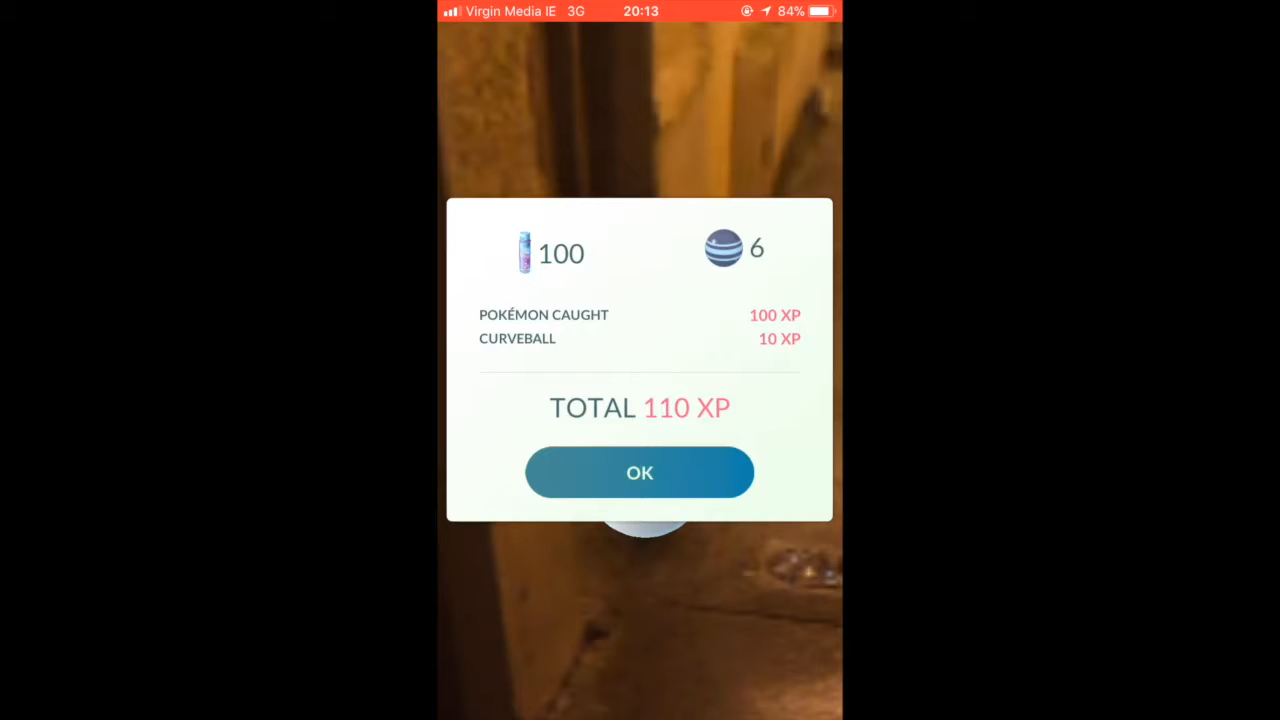 Virgin Media IE 3G 20:13 84%
100 6
POKÉMON CAUGHT 100 XP
CURVEBALL 10 XP
TOTAL 110 XP
OK